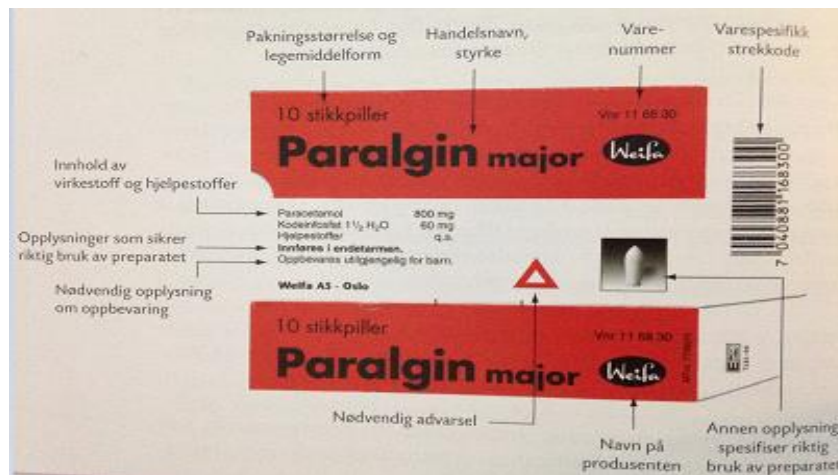 Pakningsstørrelse og
legemiddelform
Handelsnavn,
styrke
Vare-
nummer
Varespesifikk
strekkode
10 stikkpiller
Vnr 11 68 30
Paralgin major
Weifa
Innhold av
virkestoff og hjelpestoffer
Paracetamol 800 mg
Kodeinfosfat 1½ H₂O 60 mg
Hjelpestoffer q.s.
Opplysninger som sikrer
riktig bruk av preparatet
Innføres i endetarmen.
Oppbevares utilgjengelig for barn.
Nødvendig opplysning
om oppbevaring
Weifa AS - Oslo
7 040881 168300
10 stikkpiller
Vnr 11 68 30
Paralgin major
Weifa
Nødvendig advarsel
Navn på
produsenten
Annen opplysning
spesifiser riktig
bruk av preparatet